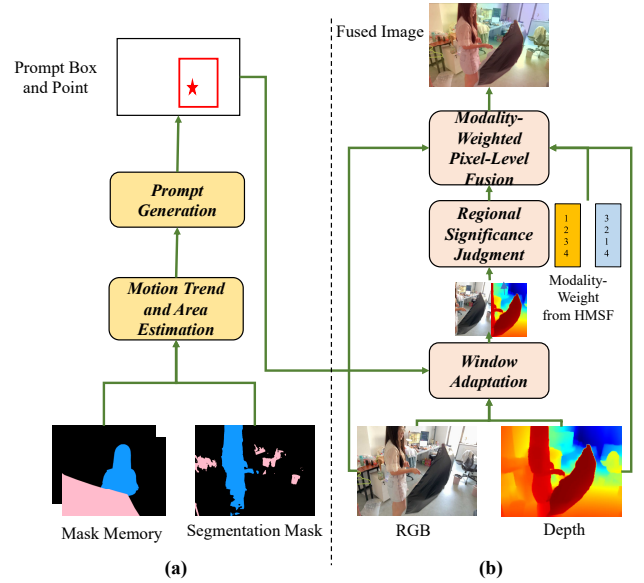 Prompt Box
and Point
Prompt
Generation
Motion Trend
and Area
Estimation
Mask Memory
Segmentation Mask
(a)
Fused Image
Modality-
Weighted
Pixel-Level
Fusion
Regional
Significance
Judgment
1
2
3
4
3
2
1
4
Modality-
Weight
from HMSF
Window
Adaptation
RGB
Depth
(b)